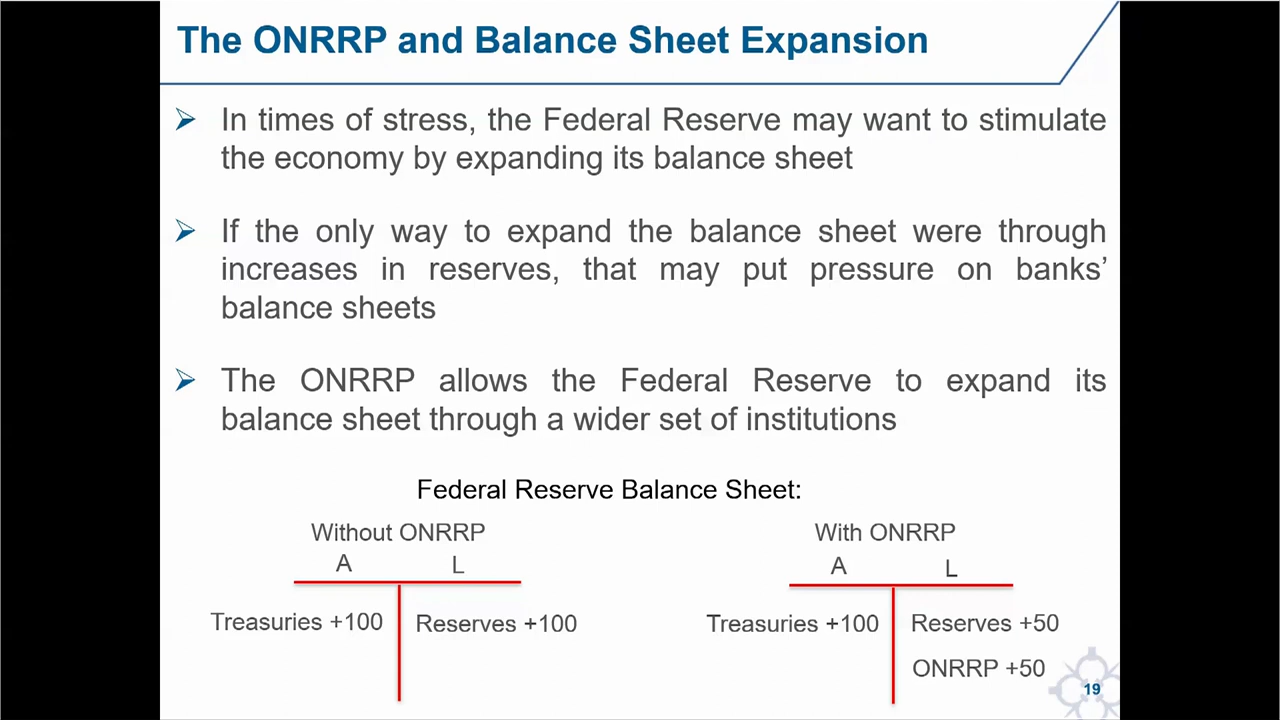 The ONRRP and Balance Sheet Expansion
In times of stress, the Federal Reserve may want to stimulate
the economy by expanding its balance sheet
If the only way to expand the balance sheet were through
increases in reserves, that may put pressure on banks’
balance sheets
The ONRRP allows the Federal Reserve to expand its
balance sheet through a wider set of institutions
Federal Reserve Balance Sheet:
Without ONRRP
A L
Treasuries +100 Reserves +100
With ONRRP
A L
Treasuries +100 Reserves +50
ONRRP +50
19